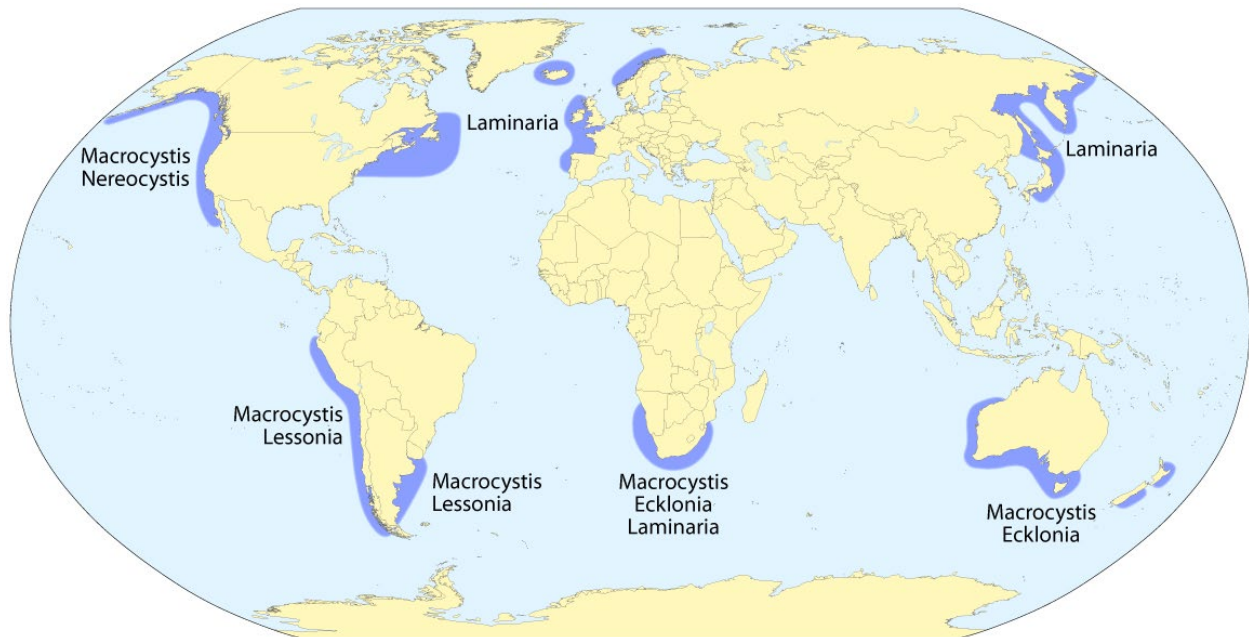 Laminaria
Macrocystis
Nereocystis
Laminaria
Macrocystis
Lessonia
Macrocystis
Lessonia
Macrocystis
Ecklonia
Laminaria
Macrocystis
Ecklonia